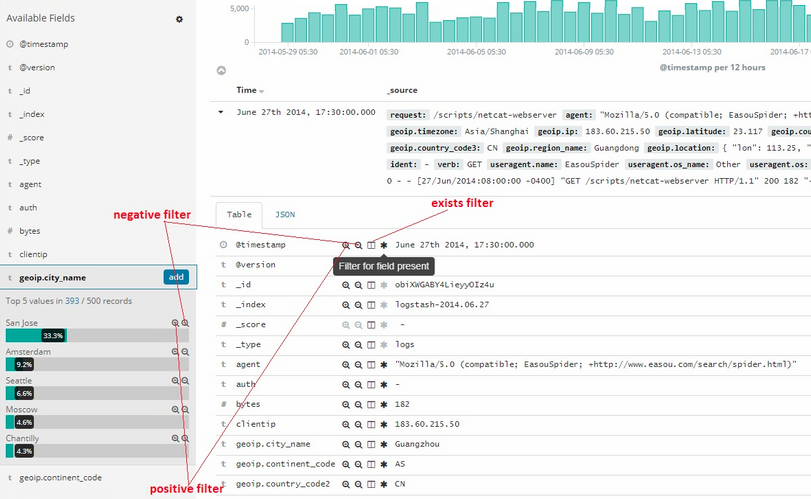 Available Fields
@timestamp
t @version
t _id
t _index
# _score
t _type
t agent
t auth
# bytes
t clientip
t geoip.city_name add
Top 5 values in 393 / 500 records
San Jose
33.3%
Amsterdam
9.2%
Seattle
6.6%
Moscow
4.6%
Chantilly
4.3%
t geoip.continent_code
5,000
0
2014-05-29 05:30 2014-06-01 05:30 2014-06-05 05:30 2014-06-09 05:30 2014-06-13 05:30 2014-06-17
@timestamp per 12 hours
Time _source
June 27th 2014, 17:30:00.000
request: /scripts/netcat-webserver agent: "Mozilla/5.0 (compatible; EasouSpider; +htt
geoip.timezone: Asia/Shanghai geoip.ip: 183.60.215.50 geoip.latitude: 23.117 geoip.cou
geoip.country_code3: CN geoip.region_name: Guangdong geoip.location: { "lon": 113.25, "
ident: - verb: GET useragent.name: EasouSpider useragent.os_name: Other useragent.os:
0 - - [27/Jun/2014:08:00:00 -0400] "GET /scripts/netcat-webserver HTTP/1.1" 200 182 "-
negative filter
exists filter
positive filter
Table JSON
@timestamp June 27th 2014, 17:30:00.000
t @version
Filter for field present
t _id obiXWGABY4LieyyOIz4u
t _index logstash-2014.06.27
# _score -
t _type logs
t agent "Mozilla/5.0 (compatible; EasouSpider; +http://www.easou.com/search/spider.html)"
t auth -
# bytes 182
t clientip 183.60.215.50
t geoip.city_name Guangzhou
t geoip.continent_code AS
t geoip.country_code2 CN